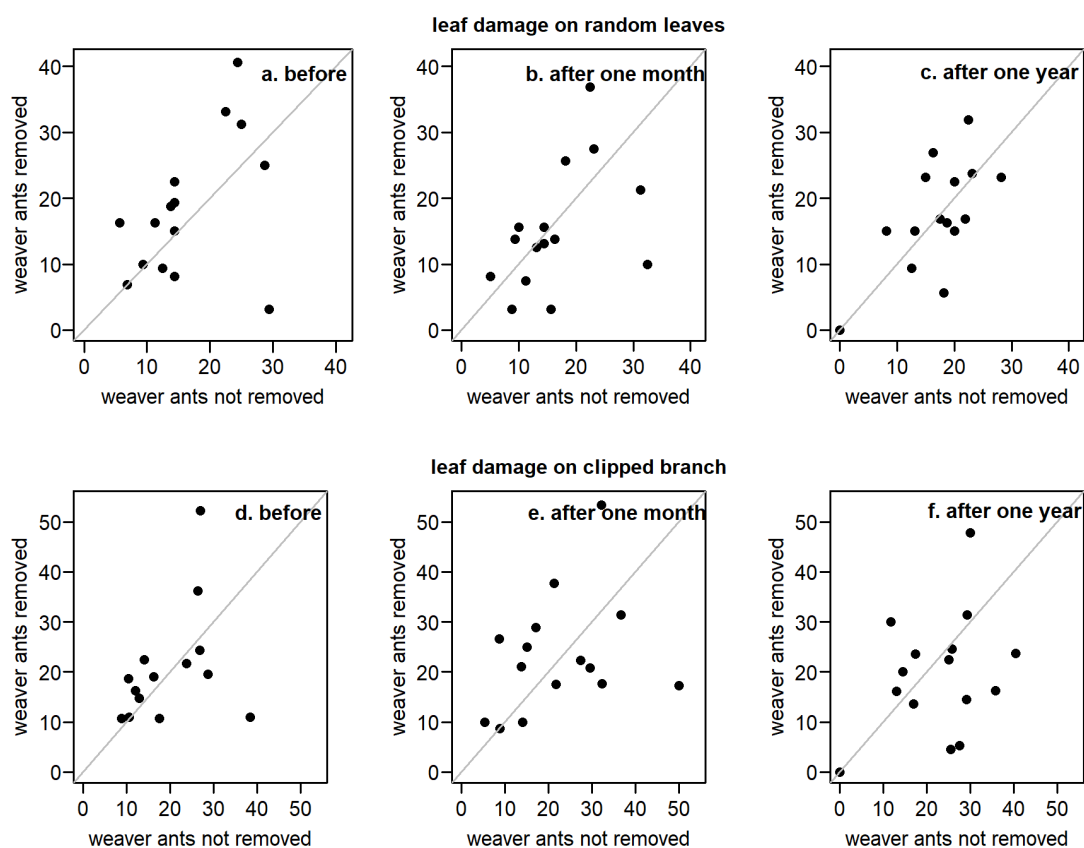 leaf damage on random leaves
a. before
b. after one month
c. after one year
weaver ants removed
40
30
20
10
0
0 10 20 30 40
weaver ants not removed
weaver ants removed
40
30
20
10
0
0 10 20 30 40
weaver ants not removed
weaver ants removed
40
30
20
10
0
0 10 20 30 40
weaver ants not removed
leaf damage on clipped branch
d. before
e. after one month
f. after one year
weaver ants removed
50
40
30
20
10
0
0 10 20 30 40 50
weaver ants not removed
weaver ants removed
50
40
30
20
10
0
0 10 20 30 40 50
weaver ants not removed
weaver ants removed
50
40
30
20
10
0
0 10 20 30 40 50
weaver ants not removed